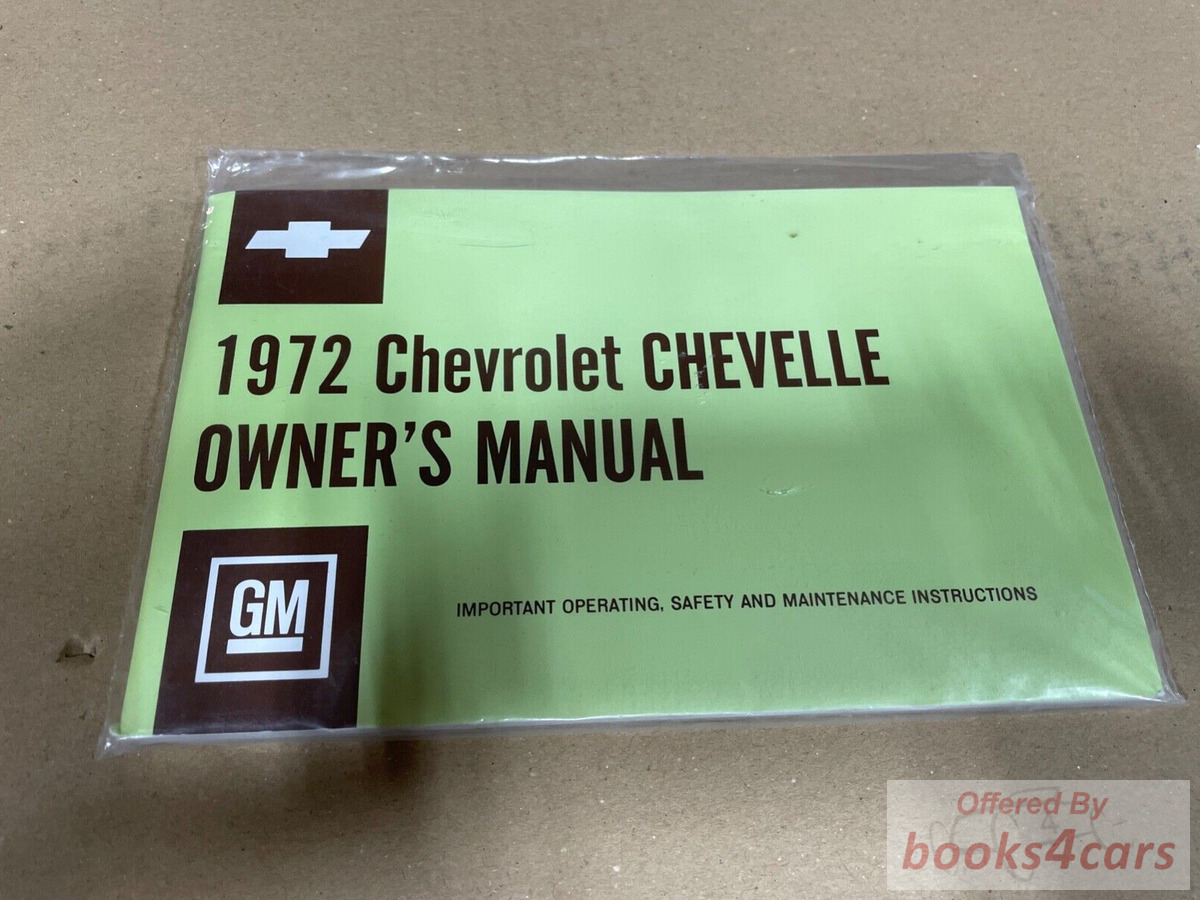 1972 Chevrolet CHEVELLE
OWNER'S MANUAL
GM
IMPORTANT OPERATING, SAFETY AND MAINTENANCE INSTRUCTIONS
Offered By
books4cars